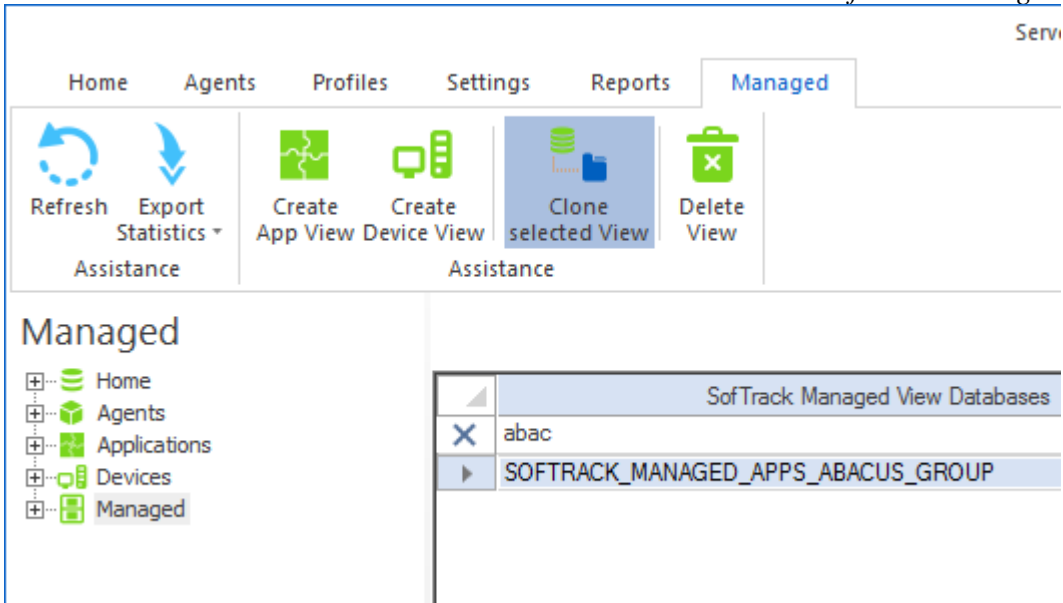 Serve
Home Agents Profiles Settings Reports Managed
Refresh Export Statistics
Create App View Create Device View Clone selected View Delete View
Assistance Assistance
Managed
Home
Agents
Applications
Devices
Managed
SofTrack Managed View Databases
abac
SOFTRACK_MANAGED_APPS_ABACUS_GROUP